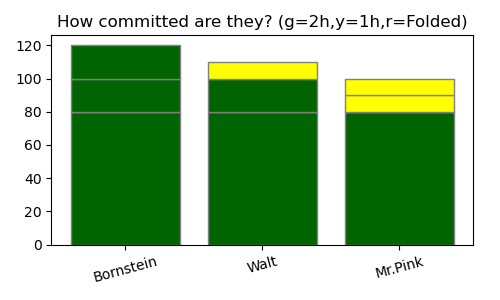 How committed are they? (g=2h,y=1h,r=Folded)
120
100
80
60
40
20
0
Bornstein
Walt
Mr.Pink